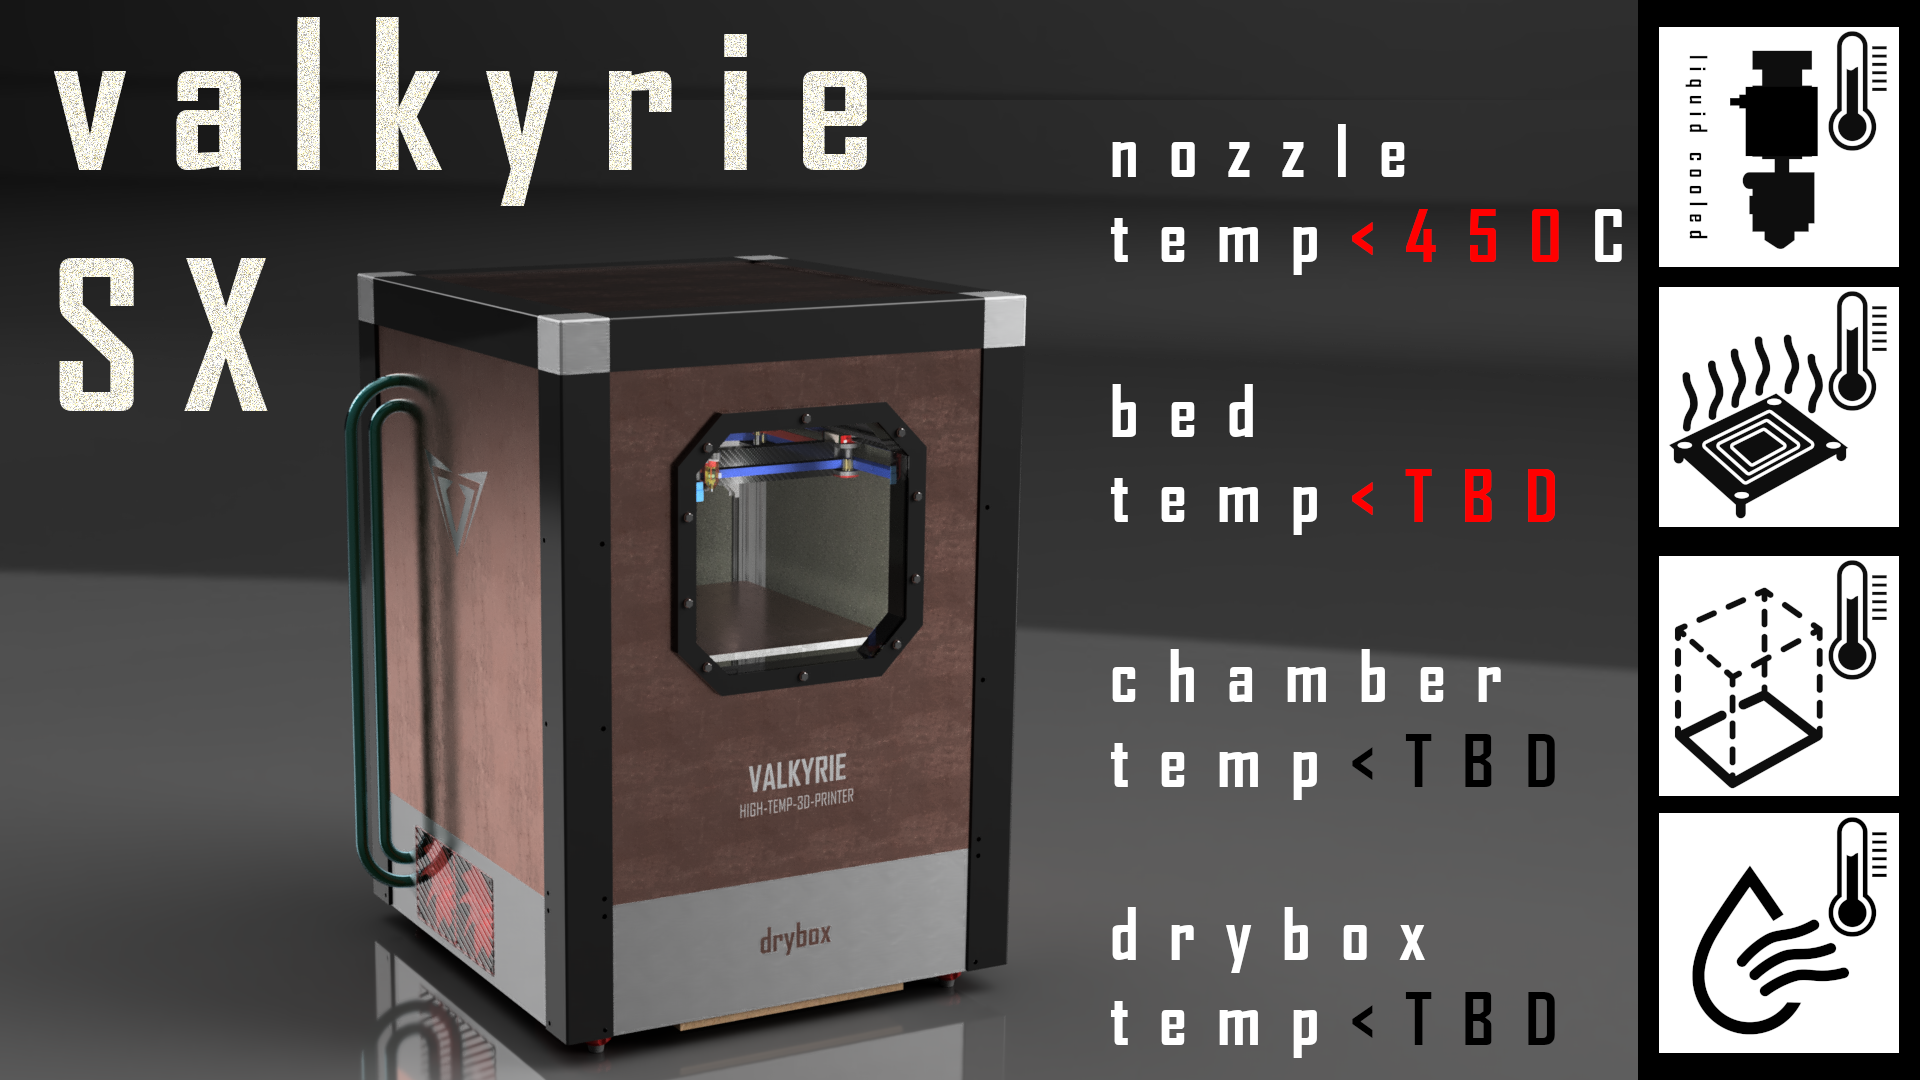 valkyrie
SX
nozzle
temp<450C
bed
temp<TBD
chamber
temp<TBD
drybox
temp<TBD
liquid cooled
VALKYRIE
HIGH-TEMP-3D-PRINTER
drybox